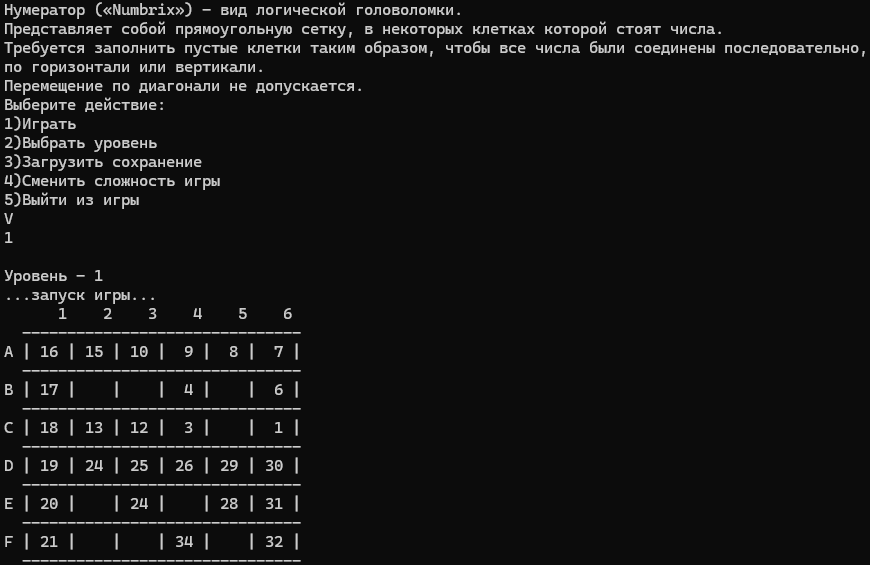 Нумератор («Numbrix») – вид логической головоломки.
Представляет собой прямоугольную сетку, в некоторых клетках которой стоят числа.
Требуется заполнить пустые клетки таким образом, чтобы все числа были соединены последовательно,
по горизонтали или вертикали.
Перемещение по диагонали не допускается.
Выберите действие:
1)Играть
2)Выбрать уровень
3)Загрузить сохранение
4)Сменить сложность игры
5)Выйти из игры
V
1
Уровень – 1
...запуск игры...
1 2 3 4 5 6
A | 16 | 15 | 10 | 9 | 8 | 7 |
B | 17 | | | 4 | | 6 |
C | 18 | 13 | 12 | 3 | | 1 |
D | 19 | 24 | 25 | 26 | 29 | 30 |
E | 20 | | 24 | | 28 | 31 |
F | 21 | | | 34 | | 32 |